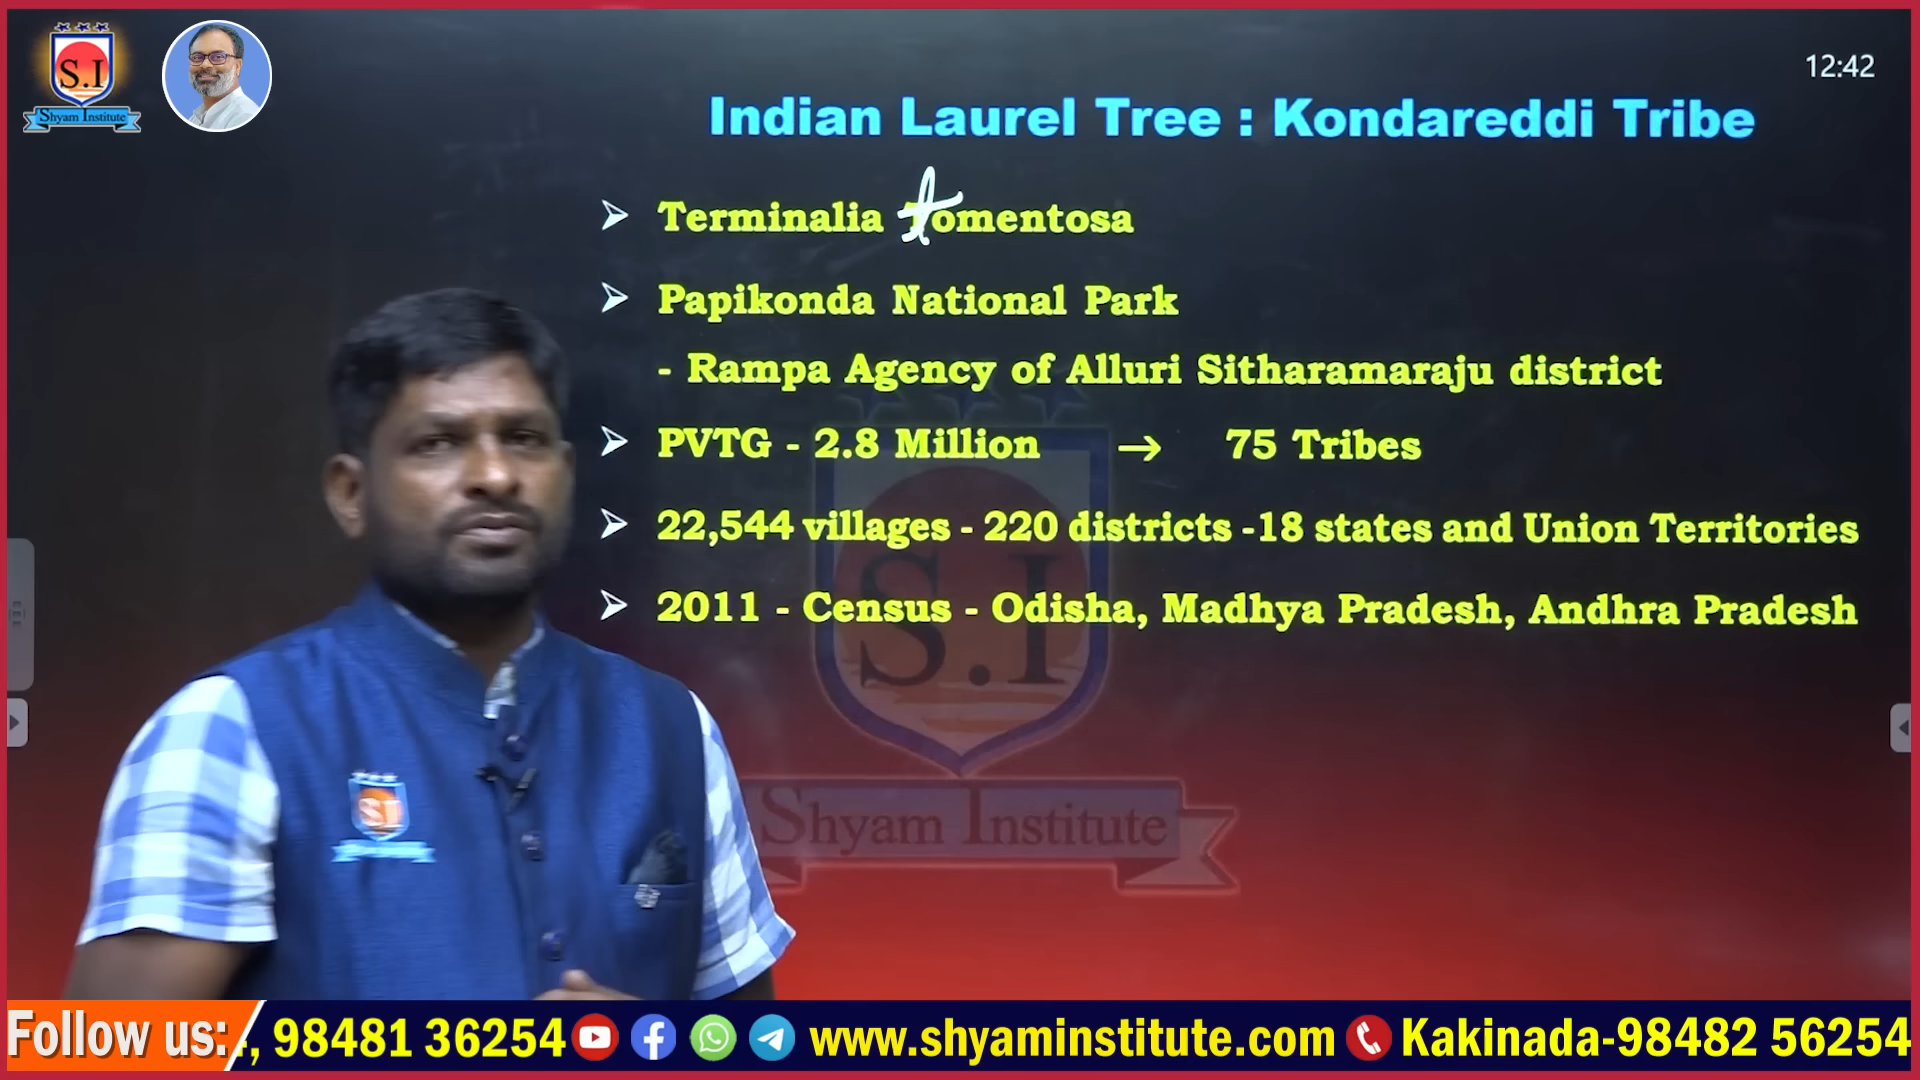 S.I
Shyam Institute
12:42
Indian Laurel Tree : Kondareddi Tribe
➢ Terminalia tomentosa
➢ Papikonda National Park
- Rampa Agency of Alluri Sitharamaraju district
➢ PVTG - 2.8 Million → 75 Tribes
➢ 22,544 villages - 220 districts -18 states and Union Territories
➢ 2011 - Census - Odisha, Madhya Pradesh, Andhra Pradesh
S.I
Shyam Institute
S.I
Follow us: , 98481 36254 www.shyaminstitute.com Kakinada-98482 56254